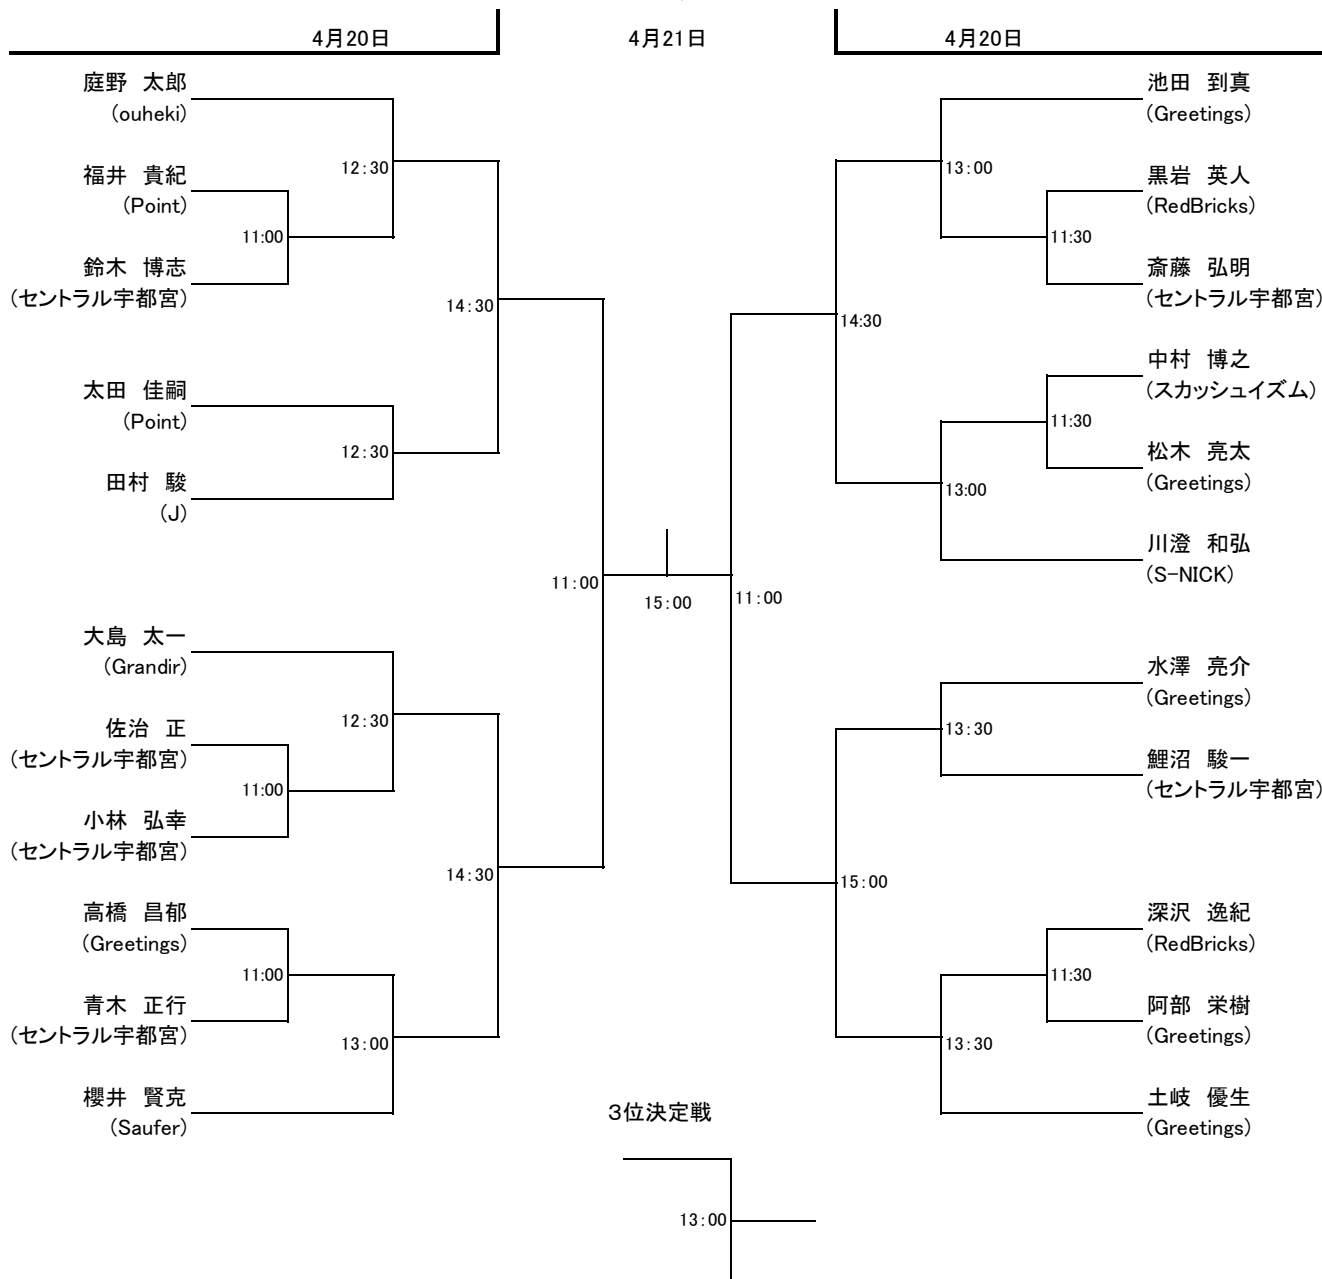 4月20日
4月21日
4月20日
庭野 太郎
(ouheki)
12:30
福井 貴紀
(Point)
11:00
鈴木 博志
(セントラル宇都宮)
14:30
太田 佳嗣
(Point)
12:30
田村 駿
(J)
11:00
大島 太一
(Grandir)
12:30
佐治 正
(セントラル宇都宮)
11:00
小林 弘幸
(セントラル宇都宮)
14:30
高橋 昌郁
(Greetings)
11:00
青木 正行
(セントラル宇都宮)
13:00
櫻井 賢克
(Saufer)
15:00
池田 到真
(Greetings)
13:00
黒岩 英人
(RedBricks)
11:30
斎藤 弘明
(セントラル宇都宮)
14:30
中村 博之
(スカッシュイズム)
11:30
松木 亮太
(Greetings)
13:00
川澄 和弘
(S-NICK)
11:00
水澤 亮介
(Greetings)
13:30
鯉沼 駿一
(セントラル宇都宮)
15:00
深沢 逸紀
(RedBricks)
11:30
阿部 栄樹
(Greetings)
13:30
土岐 優生
(Greetings)
3位決定戦
13:00